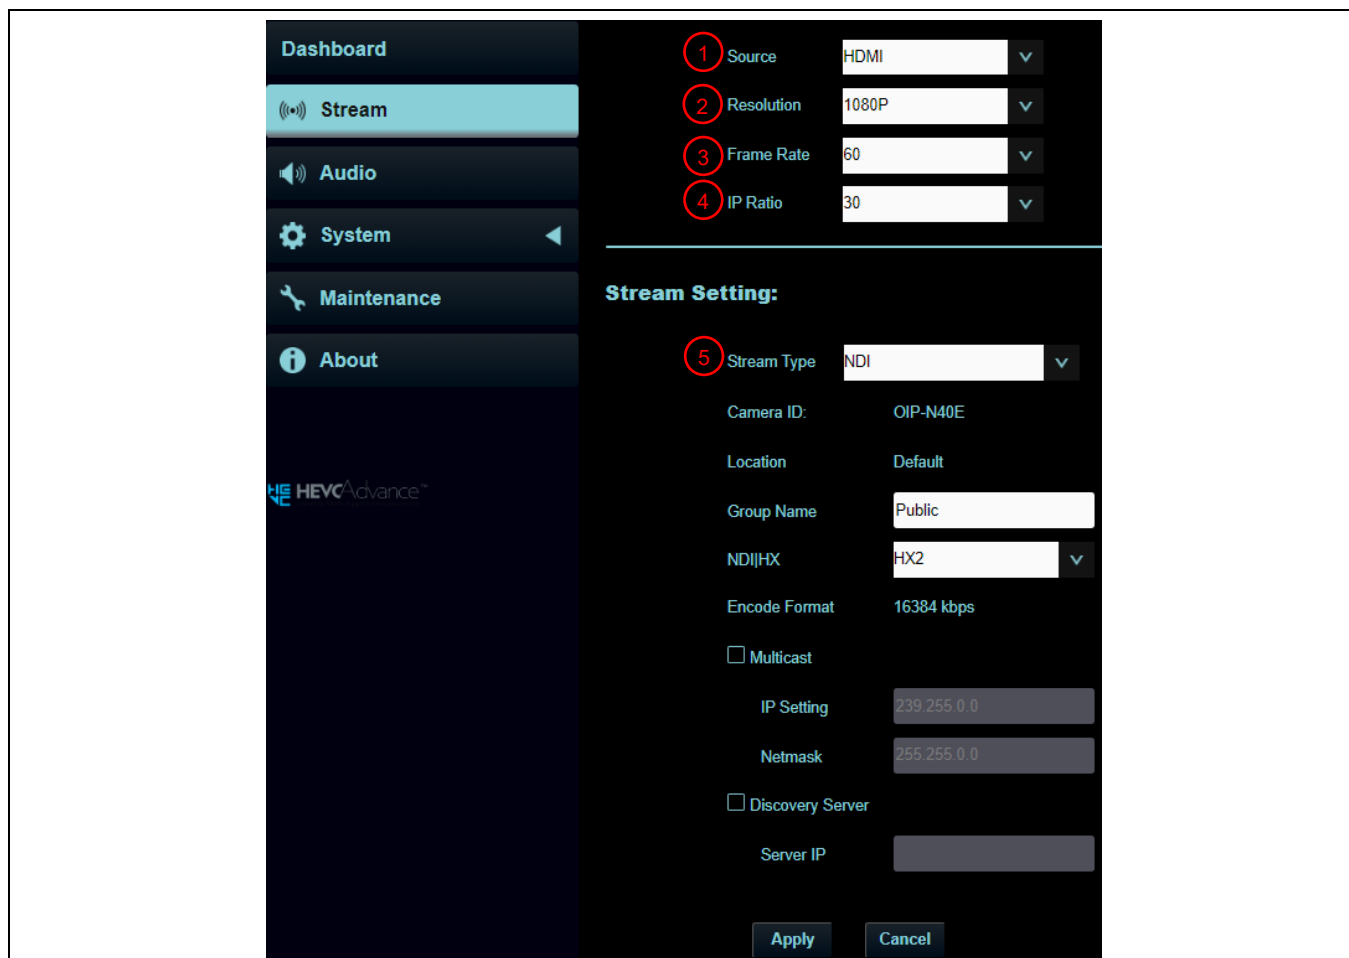 Dashboard
Stream
Audio
System
Maintenance
About
HEVC Advance™
1 Source HDMI
2 Resolution 1080P
3 Frame Rate 60
4 IP Ratio 30
Stream Setting:
5 Stream Type NDI
Camera ID: OIP-N40E
Location Default
Group Name Public
NDI|HX HX2
Encode Format 16384 kbps
Multicast
IP Setting 239.255.0.0
Netmask 255.255.0.0
Discovery Server
Server IP
Apply Cancel